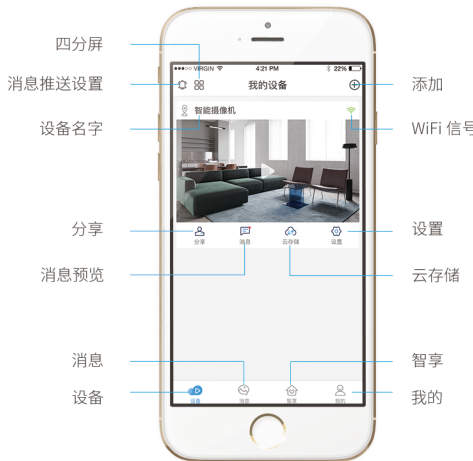 四分屏
消息推送设置
设备名字
分享
消息预览
消息
设备
VIRGIN 4:21 PM 22%
我的设备
智能摄像机
分享 消息 云存储 设置
设备 消息 智享 我的
添加
WiFi 信号
设置
云存储
智享
我的